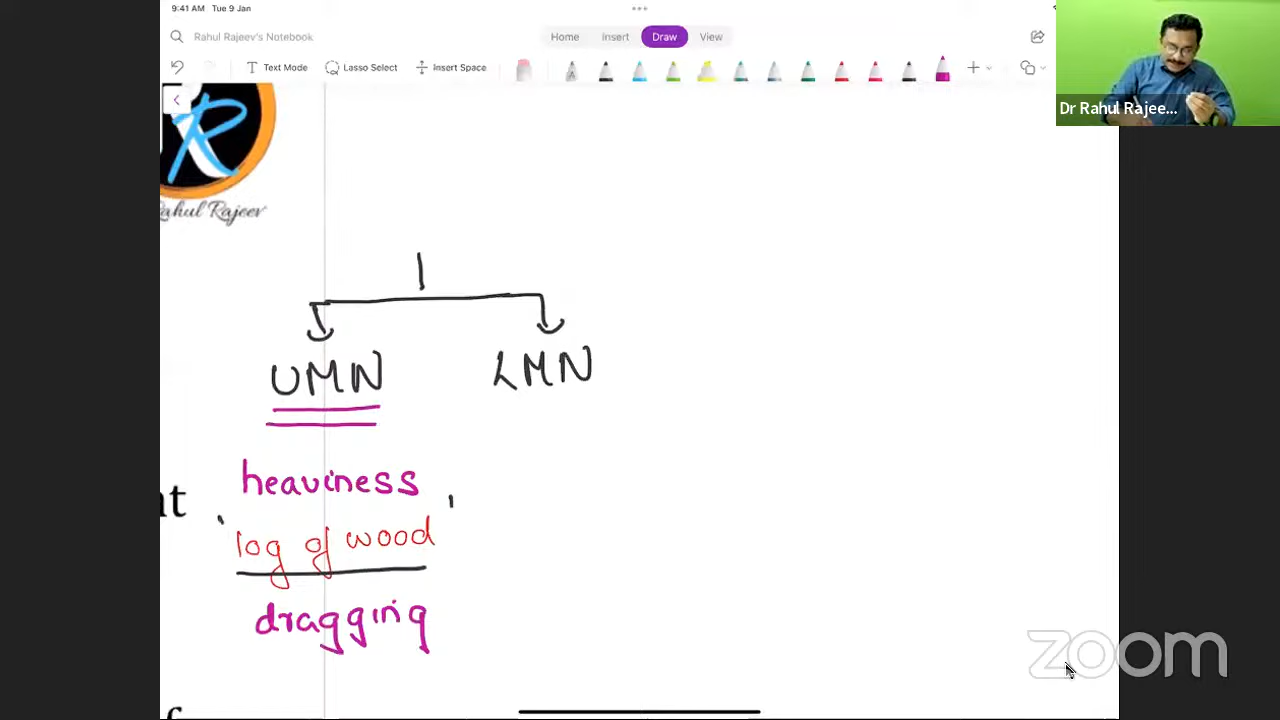 9:41 AM Tue 9 Jan
Rahul Rajeev's Notebook
Home Insert Draw View
Text Mode Lasso Select Insert Space
Dr Rahul Rajee...
R
Rahul Rajeev
UMN LMN
heaviness
'log of wood'
dragging
zoom